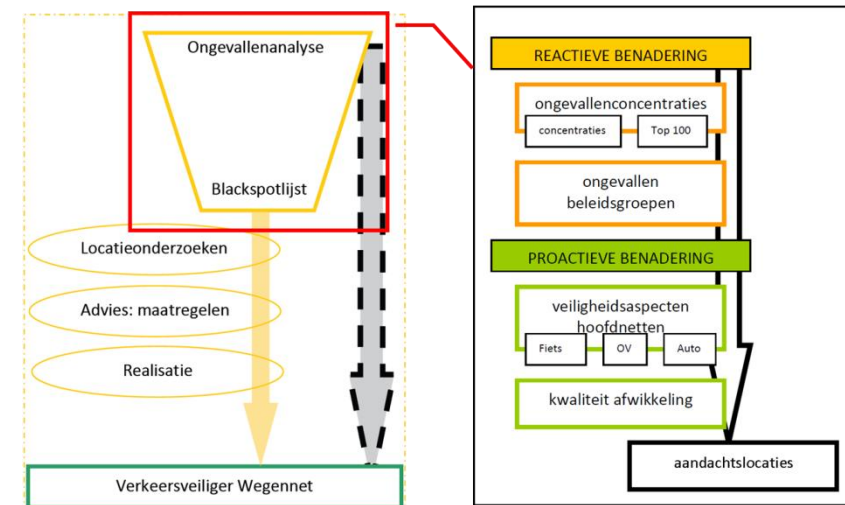 Ongevallenanalyse
Blackspotlijst
Locatieonderzoeken
Advies: maatregelen
Realisatie
Verkeersveiliger Wegennet
REACTIEVE BENADERING
ongevallenconcentraties
concentraties
Top 100
ongevallen
beleidsgroepen
PROACTIEVE BENADERING
veiligheidsaspecten
hoofdnetten
Fiets
OV
Auto
kwaliteit afwikkeling
aandachtslocaties